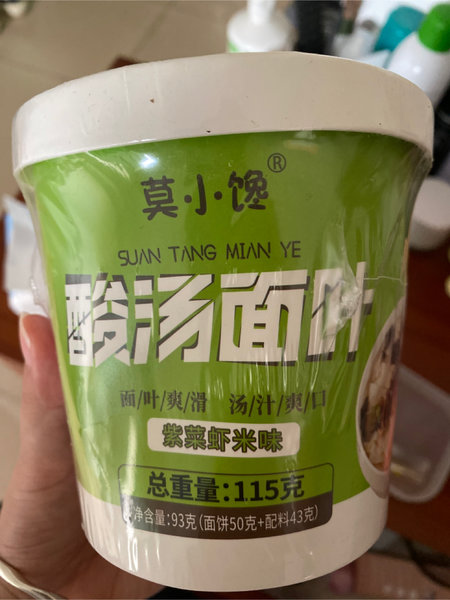 莫·小·馋®
SUAN TANG MIAN YE
酸汤面叶
面/叶/爽/滑 汤/汁/爽/口
紫菜虾米味
总重量:115克
净含量:93克(面饼50克+配料43克)